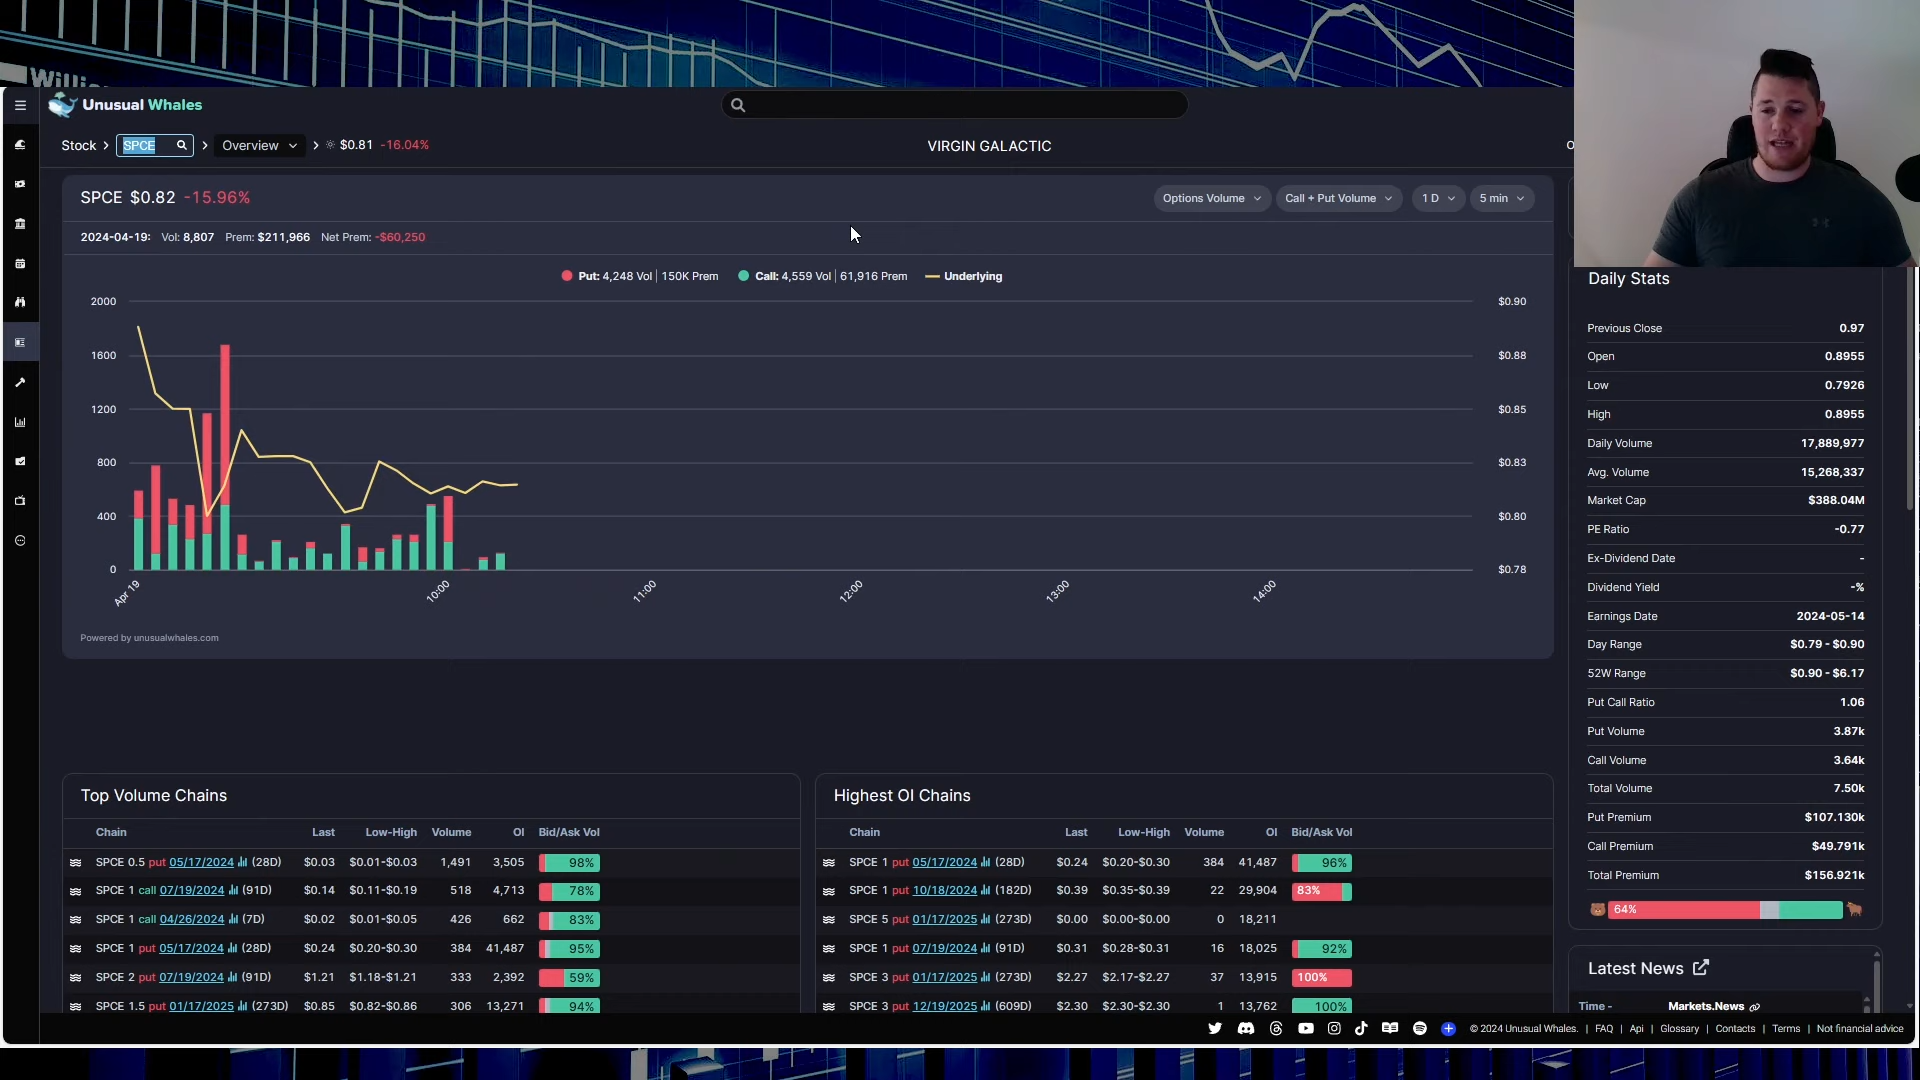 Willi
Unusual Whales
Stock > SPCE > Overview > $0.81 -16.04%
VIRGIN GALACTIC
O
SPCE $0.82 -15.96%
Options Volume
Call + Put Volume
1 D
5 min
2024-04-19: Vol: 8,807 Prem: $211,966 Net Prem: -$60,250
Put: 4,248 Vol | 150K Prem
Call: 4,559 Vol | 61,916 Prem
Underlying
2000 $0.90
1600 $0.88
1200 $0.85
800 $0.83
400 $0.80
0 $0.78
Apr 19 10:00 11:00 12:00 13:00 14:00
Powered by unusualwhales.com
Top Volume Chains
Chain Last Low-High Volume OI Bid/Ask Vol
SPCE 0.5 put 05/17/2024 (28D) $0.03 $0.01-$0.03 1,491 3,505 98%
SPCE 1 call 07/19/2024 (91D) $0.14 $0.11-$0.19 518 4,713 78%
SPCE 1 call 04/26/2024 (7D) $0.02 $0.01-$0.05 426 662 83%
SPCE 1 put 05/17/2024 (28D) $0.24 $0.20-$0.30 384 41,487 95%
SPCE 2 put 07/19/2024 (91D) $1.21 $1.18-$1.21 333 2,392 59%
SPCE 1.5 put 01/17/2025 (273D) $0.85 $0.82-$0.86 306 13,271 94%
Highest OI Chains
Chain Last Low-High Volume OI Bid/Ask Vol
SPCE 1 put 05/17/2024 (28D) $0.24 $0.20-$0.30 384 41,487 96%
SPCE 1 put 10/18/2024 (182D) $0.39 $0.35-$0.39 22 29,904 83%
SPCE 5 put 01/17/2025 (273D) $0.00 $0.00-$0.00 0 18,211
SPCE 1 put 07/19/2024 (91D) $0.31 $0.28-$0.31 16 18,025 92%
SPCE 3 put 01/17/2025 (273D) $2.27 $2.17-$2.27 37 13,915 100%
SPCE 3 put 12/19/2025 (609D) $2.30 $2.30-$2.30 1 13,762 100%
Daily Stats
Previous Close 0.97
Open 0.8955
Low 0.7926
High 0.8955
Daily Volume 17,889,977
Avg. Volume 15,268,337
Market Cap $388.04M
PE Ratio -0.77
Ex-Dividend Date -
Dividend Yield -%
Earnings Date 2024-05-14
Day Range $0.79 - $0.90
52W Range $0.90 - $6.17
Put Call Ratio 1.06
Put Volume 3.87k
Call Volume 3.64k
Total Volume 7.50k
Put Premium $107.130k
Call Premium $49.791k
Total Premium $156.921k
64%
Latest News
Time - Markets.News
© 2024 Unusual Whales. | FAQ | Api | Glossary | Contacts | Terms | Not financial advice